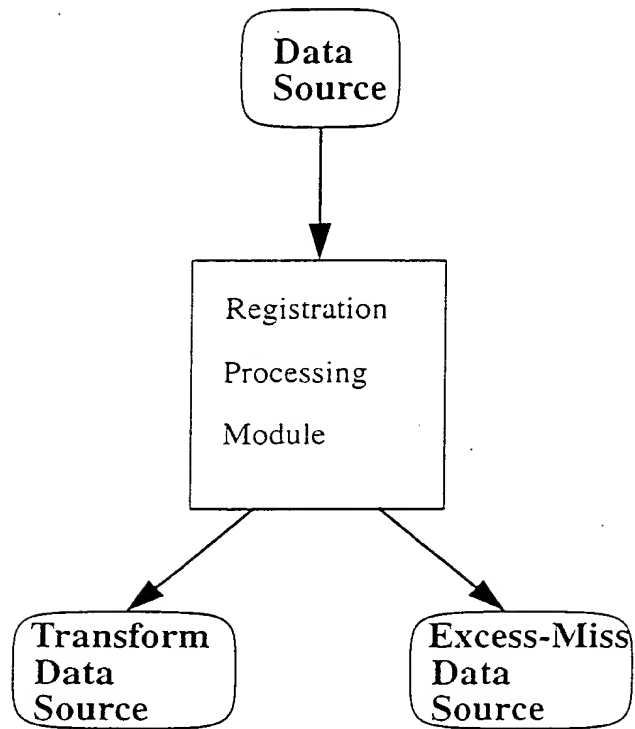 Data
Source
Registration
Processing
Module
Transform
Data
Source
Excess-Miss
Data
Source